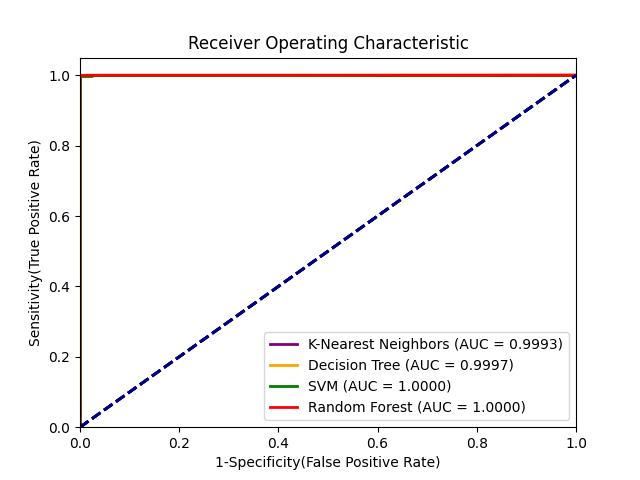 Receiver Operating Characteristic
Sensitivity(True Positive Rate)
1.0
0.8
0.6
0.4
0.2
0.0
K-Nearest Neighbors (AUC = 0.9993)
Decision Tree (AUC = 0.9997)
SVM (AUC = 1.0000)
Random Forest (AUC = 1.0000)
0.0 0.2 0.4 0.6 0.8 1.0
1-Specificity(False Positive Rate)